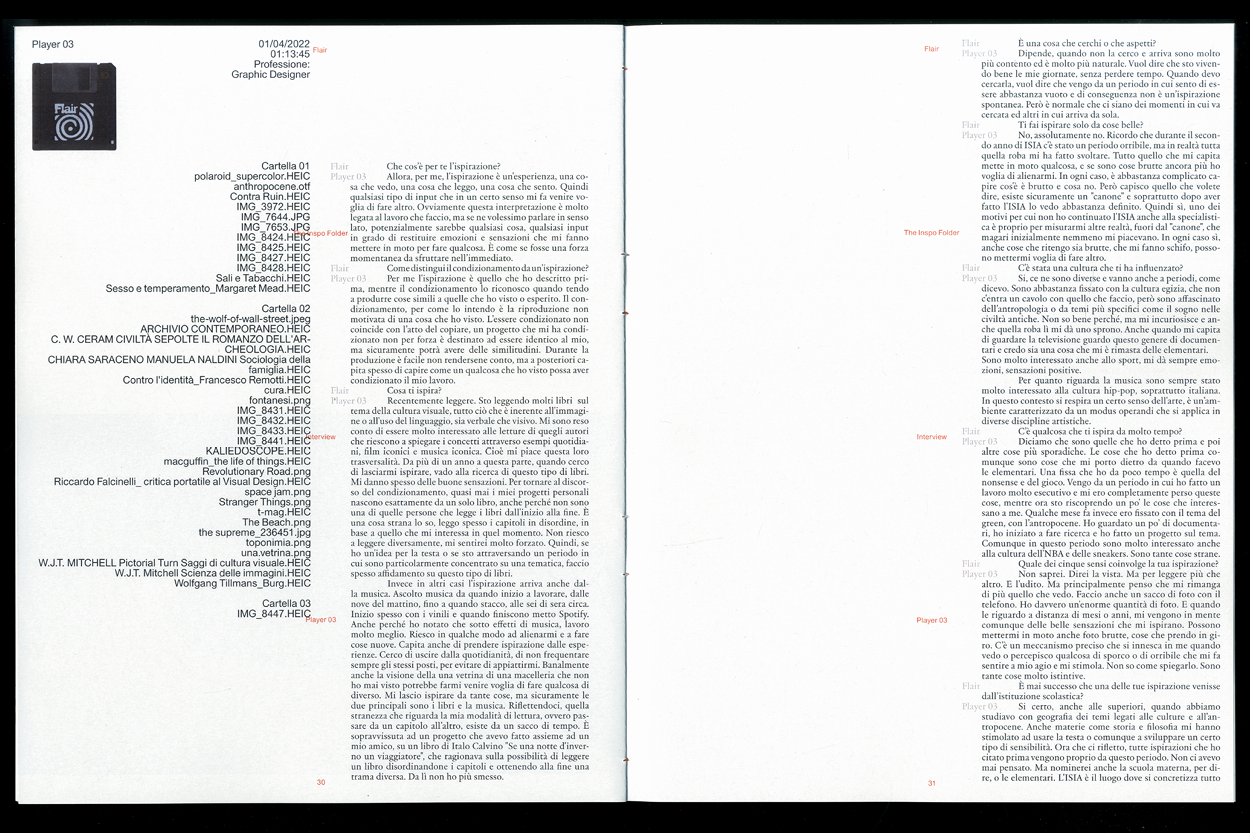 Player 03
01/04/2022
01:13:45
Professione:
Graphic Designer
Flair
Flair
Cartella 01
polaroid_supercolor.HEIC
anthropocene.otf
Contra Ruin.HEIC
IMG_3972.HEIC
IMG_7644.JPG
IMG_7653.JPG
IMG_8424.HEIC
IMG_8425.HEIC
IMG_8427.HEIC
IMG_8428.HEIC
Sali e Tabacchi.HEIC
Sesso e temperamento_Margaret Mead.HEIC
Cartella 02
the-wolf-of-wall-street.jpeg
ARCHIVIO CONTEMPORANEO.HEIC
C. W. CERAM CIVILTÀ SEPOLTE IL ROMANZO DELL'AR-
CHEOLOGIA.HEIC
CHIARA SARACENO MANUELA NALDINI Sociologia della
famiglia.HEIC
Contro l'identità_Francesco Remotti.HEIC
cura.HEIC
fontanesi.png
IMG_8431.HEIC
IMG_8432.HEIC
IMG_8433.HEIC
IMG_8441.HEIC
KALIEDOSCOPE.HEIC
macguffin_the life of things.HEIC
Revolutionary Road.png
Riccardo Falcinelli_ critica portatile al Visual Design.HEIC
space jam.png
Stranger Things.png
t-mag.HEIC
The Beach.png
the supreme_236451.jpg
toponimia.png
una.vetrina.png
W.J.T. MITCHELL Pictorial Turn Saggi di cultura visuale.HEIC
W.J.T. Mitchell Scienza delle immagini.HEIC
Wolfgang Tillmans_Burg.HEIC
Cartella 03
IMG_8447.HEIC
The Inspo Folder
Interview
Player 03
Flair Che cos'è per te l'ispirazione?
Player 03 Allora, per me, l'ispirazione è un'esperienza, una co-
sa che vedo, una cosa che leggo, una cosa che sento. Quindi
qualsiasi tipo di input che in un certo senso mi fa venire vo-
glia di fare altro. Ovviamente questa interpretazione è molto
legata al lavoro che faccio, ma se ne volessimo parlare in senso
lato, potenzialmente sarebbe qualsiasi cosa, qualsiasi input
in grado di restituire emozioni e sensazioni che mi fanno
mettere in moto per fare qualcosa. È come se fosse una forza
momentanea da sfruttare nell'immediato.
Flair Come distingui il condizionamento da un'ispirazione?
Player 03 Per me l'ispirazione è quello che ho descritto pri-
ma, mentre il condizionamento lo riconosco quando tendo
a produrre cose simili a quelle che ho visto o esperito. Il con-
dizionamento, per come lo intendo è la riproduzione non
motivata di una cosa che ho visto. L'essere condizionato non
coincide con l'atto del copiare, un progetto che mi ha condi-
zionato non per forza è destinato ad essere identico al mio,
ma sicuramente potrà avere delle similitudini. Durante la
produzione è facile non rendersene conto, ma a posteriori ca-
pita spesso di capire come un qualcosa che ho visto possa aver
condizionato il mio lavoro.
Flair Cosa ti ispira?
Player 03 Recentemente leggere. Sto leggendo molti libri sul
tema della cultura visuale, tutto ciò che è inerente all'immagi-
ne o all'uso del linguaggio, sia verbale che visivo. Mi sono reso
conto di essere molto interessato alle letture di quegli autori
che riescono a spiegare i concetti attraverso esempi quotidia-
ni, film iconici e musica iconica. Cioè mi piace questa loro
trasversalità. Da più di un anno a questa parte, quando cerco
di lasciarmi ispirare, vado alla ricerca di questo tipo di libri.
Mi danno spesso delle buone sensazioni. Per tornare al discor-
so del condizionamento, quasi mai i miei progetti personali
nascono esattamente da un solo libro, anche perché non sono
una di quelle persone che legge i libri dall'inizio alla fine. È
una cosa strana lo so, leggo spesso i capitoli in disordine, in
base a quello che mi interessa in quel momento. Non riesco
a leggere diversamente, mi sentirei molto forzato. Quindi, se
ho un'idea per la testa o se sto attraversando un periodo in
cui sono particolarmente concentrato su una tematica, faccio
spesso affidamento su questo tipo di libri.
Invece in altri casi l'ispirazione arriva anche dal-
la musica. Ascolto musica da quando inizio a lavorare, dalle
nove del mattino, fino a quando stacco, alle sei di sera circa.
Inizio spesso con i vinili e quando finiscono metto Spotify.
Anche perché ho notato che sotto effetti di musica, lavoro
molto meglio. Riesco in qualche modo ad alienarmi e a fare
cose nuove. Capita anche di prendere ispirazione dalle espe-
rienze. Cerco di uscire dalla quotidianità, di non frequentare
sempre gli stessi posti, per evitare di appiattirmi. Banalmente
anche la visione della una vetrina di una macelleria che non
ho mai visto potrebbe farmi venire voglia di fare qualcosa di
diverso. Mi lascio ispirare da tante cose, ma sicuramente le
due principali sono i libri e la musica. Riflettendoci, quella
stranezza che riguarda la mia modalità di lettura, ovvero pas-
sare da un capitolo all'altro, esiste da un sacco di tempo. È
sopravvissuta ad un progetto che avevo fatto assieme ad un
mio amico, su un libro di Italo Calvino "Se una notte d'inver-
no un viaggiatore", che ragionava sulla possibilità di leggere
un libro disordinandone i capitoli e ottenendo alla fine una
trama diversa. Da lì non ho più smesso.
30
Flair
The Inspo Folder
Interview
Player 03
Flair È una cosa che cerchi o che aspetti?
Player 03 Dipende, quando non la cerco e arriva sono molto
più contento ed è molto più naturale. Vuol dire che sto viven-
do bene le mie giornate, senza perdere tempo. Quando devo
cercarla, vuol dire che vengo da un periodo in cui sento di es-
sere abbastanza vuoto e di conseguenza non è un'ispirazione
spontanea. Però è normale che ci siano dei momenti in cui va
cercata ed altri in cui arriva da sola.
Flair Ti fai ispirare solo da cose belle?
Player 03 No, assolutamente no. Ricordo che durante il secon-
do anno di ISIA c'è stato un periodo orribile, ma in realtà tutta
quella roba mi ha fatto svoltare. Tutto quello che mi capita
mette in moto qualcosa, e se sono cose brutte ancora più ho
voglia di alienarmi. In ogni caso, è abbastanza complicato ca-
pire cos'è è brutto e cosa no. Però capisco quello che volete
dire, esiste sicuramente un "canone" e soprattutto dopo aver
fatto l'ISIA lo vedo abbastanza definito. Quindi sì, uno dei
motivi per cui non ho continuato l'ISIA anche alla specialisti-
ca è proprio per misurarmi altre realtà, fuori dal "canone", che
magari inizialmente nemmeno mi piacevano. In ogni caso sì,
anche cose che ritengo sia brutte, che mi fanno schifo, posso-
no mettermi voglia di fare altro.
Flair C'è stata una cultura che ti ha influenzato?
Player 03 Si, ce ne sono diverse e vanno anche a periodi, come
dicevo. Sono abbastanza fissato con la cultura egizia, che non
c'entra un cavolo con quello che faccio, però sono affascinato
dell'antropologia o da temi più specifici come il sogno nelle
civiltà antiche. Non so bene perché, ma mi incuriosisce e an-
che quella roba lì mi dà uno sprono. Anche quando mi capita
di guardare la televisione guardo questo genere di documen-
tari e credo sia una cosa che mi è rimasta delle elementari.
Sono molto interessato anche allo sport, mi dà sempre emo-
zioni, sensazioni positive.
Per quanto riguarda la musica sono sempre stato
molto interessato alla cultura hip-hop, soprattutto italiana.
In questo contesto si respira un certo senso dell'arte, è un'am-
biente caratterizzato da un modus operandi che si applica in
diverse discipline artistiche.
Flair C'è qualcosa che ti ispira da molto tempo?
Player 03 Diciamo che sono quelle che ho detto prima e poi
altre cose più sporadiche. Le cose che ho detto prima co-
munque sono cose che mi porto dietro da quando facevo
le elementari. Una fissa che ho da poco tempo è quella del
nonsense e del gioco. Vengo da un periodo in cui ho fatto un
lavoro molto esecutivo e mi ero completamente perso queste
cose, mentre ora sto riscoprendo un po' le cose che interes-
sano a me. Qualche mese fa invece ero fissato con il tema del
green, con l'antropocene. Ho guardato un po' di documenta-
ri, ho iniziato a fare ricerca e ho fatto un progetto sul tema.
Comunque in questo periodo sono molto interessato anche
alla cultura dell'NBA e delle sneakers. Sono tante cose strane.
Flair Quale dei cinque sensi coinvolge la tua ispirazione?
Player 03 Non saprei. Direi la vista. Ma per leggere più che
altro. E l'udito. Ma principalmente penso che mi rimanga
di più quello che vedo. Faccio anche un sacco di foto con il
telefono. Ho davvero un'enorme quantità di foto. E quando
le riguardo a distanza di mesi o anni, mi vengono in mente
comunque delle belle sensazioni che mi ispirano. Possono
mettermi in moto anche foto brutte, cose che prendo in gi-
ro. C'è un meccanismo preciso che si innesca in me quando
vedo o percepisco qualcosa di sporco o di orribile che mi fa
sentire a mio agio e mi stimola. Non so come spiegarlo. Sono
tante cose molto istintive.
Flair È mai successo che una delle tue ispirazione venisse
dall'istituzione scolastica?
Player 03 Si certo, anche alle superiori, quando abbiamo
studiavo con geografia dei temi legati alle culture e all'an-
tropocene. Anche materie come storia e filosofia mi hanno
stimolato ad usare la testa o comunque a sviluppare un certo
tipo di sensibilità. Ora che ci rifletto, tutte ispirazioni che ho
mai pensato vengono proprio da questo periodo. Non ci avevo
mai pensato. Ma nominerei anche la scuola materna, per di-
re, o le elementari. L'ISIA è il luogo dove si concretizza tutto
31